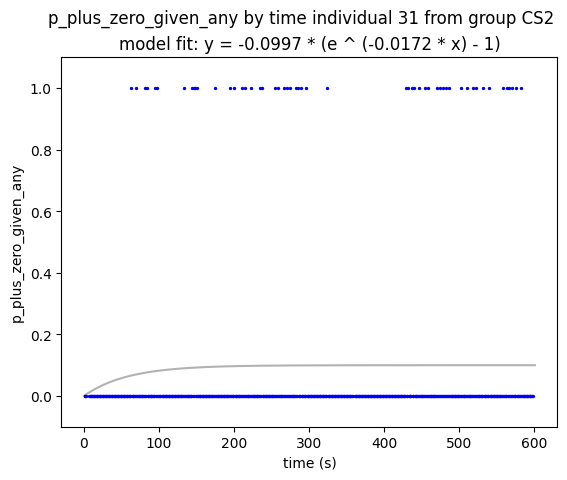 p_plus_zero_given_any by time individual 31 from group CS2
model fit: y = -0.0997 * (e ^ (-0.0172 * x) - 1)
1.0
0.8
0.6
0.4
0.2
0.0
p_plus_zero_given_any
0 100 200 300 400 500 600
time (s)